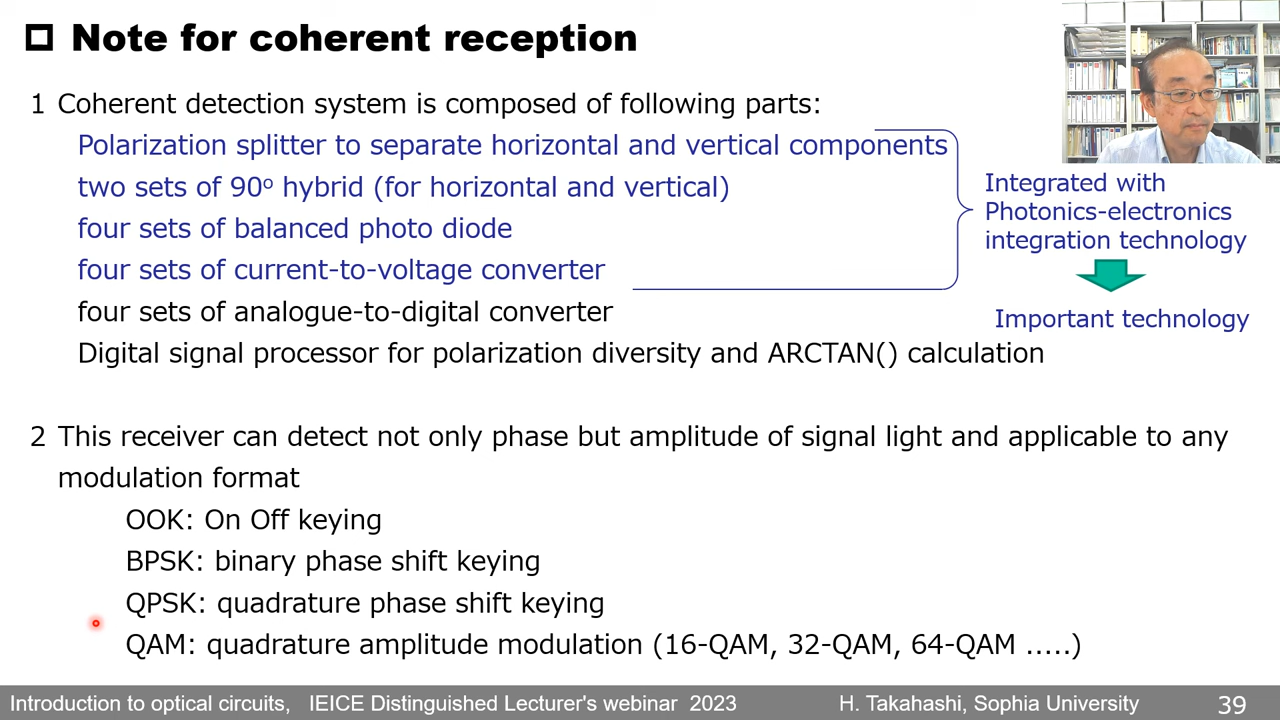 Note for coherent reception
1 Coherent detection system is composed of following parts:
Polarization splitter to separate horizontal and vertical components
two sets of 90º hybrid (for horizontal and vertical)
four sets of balanced photo diode
four sets of current-to-voltage converter
four sets of analogue-to-digital converter
Digital signal processor for polarization diversity and ARCTAN() calculation
Integrated with
Photonics-electronics
integration technology
Important technology
2 This receiver can detect not only phase but amplitude of signal light and applicable to any
modulation format
OOK: On Off keying
BPSK: binary phase shift keying
QPSK: quadrature phase shift keying
QAM: quadrature amplitude modulation (16-QAM, 32-QAM, 64-QAM .....)
Introduction to optical circuits, IEICE Distinguished Lecturer's webinar 2023 H. Takahashi, Sophia University 39